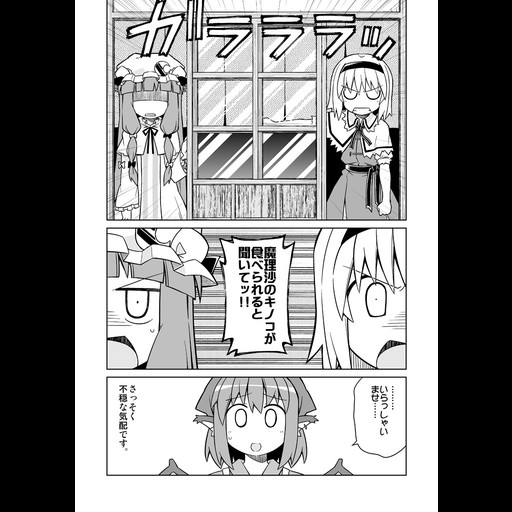 ガラララッ
魔理沙のキノコが
食べられると
聞いてッ!!
………
いらっしゃい
ませ……
さっそく
不穏な気配です。